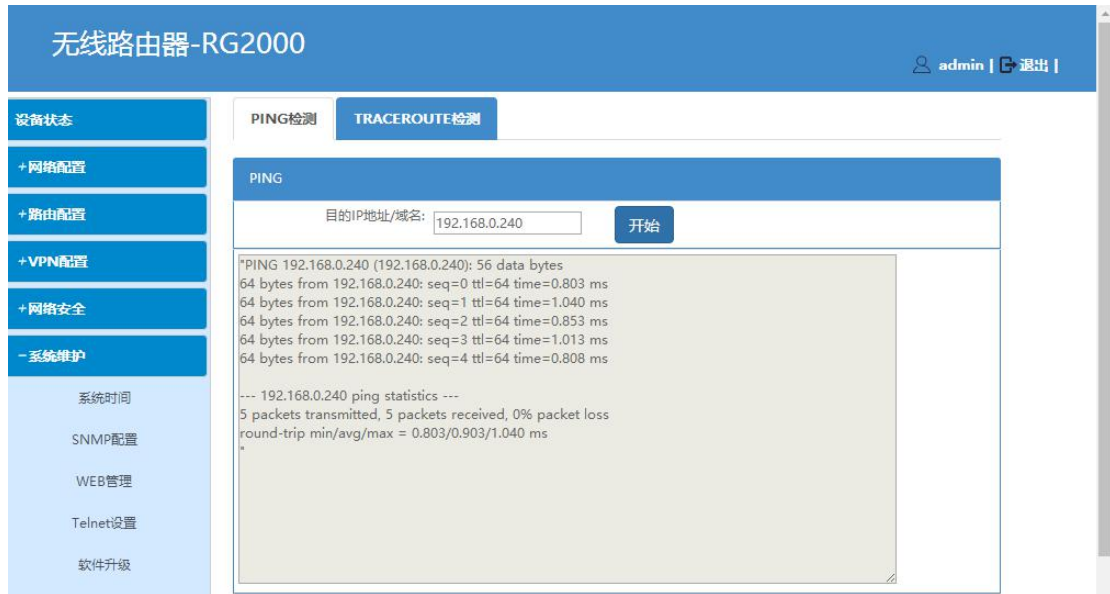 无线路由器-RG2000
admin | 退出 |
设备状态
+网络配置
+路由配置
+VPN配置
+网络安全
-系统维护
系统时间
SNMP配置
WEB管理
Telnet设置
软件升级
PING检测 TRACEROUTE检测
PING
目的IP地址/域名: 192.168.0.240 开始
"PING 192.168.0.240 (192.168.0.240): 56 data bytes
64 bytes from 192.168.0.240: seq=0 ttl=64 time=0.803 ms
64 bytes from 192.168.0.240: seq=1 ttl=64 time=1.040 ms
64 bytes from 192.168.0.240: seq=2 ttl=64 time=0.853 ms
64 bytes from 192.168.0.240: seq=3 ttl=64 time=1.013 ms
64 bytes from 192.168.0.240: seq=4 ttl=64 time=0.808 ms
--- 192.168.0.240 ping statistics ---
5 packets transmitted, 5 packets received, 0% packet loss
round-trip min/avg/max = 0.803/0.903/1.040 ms
"